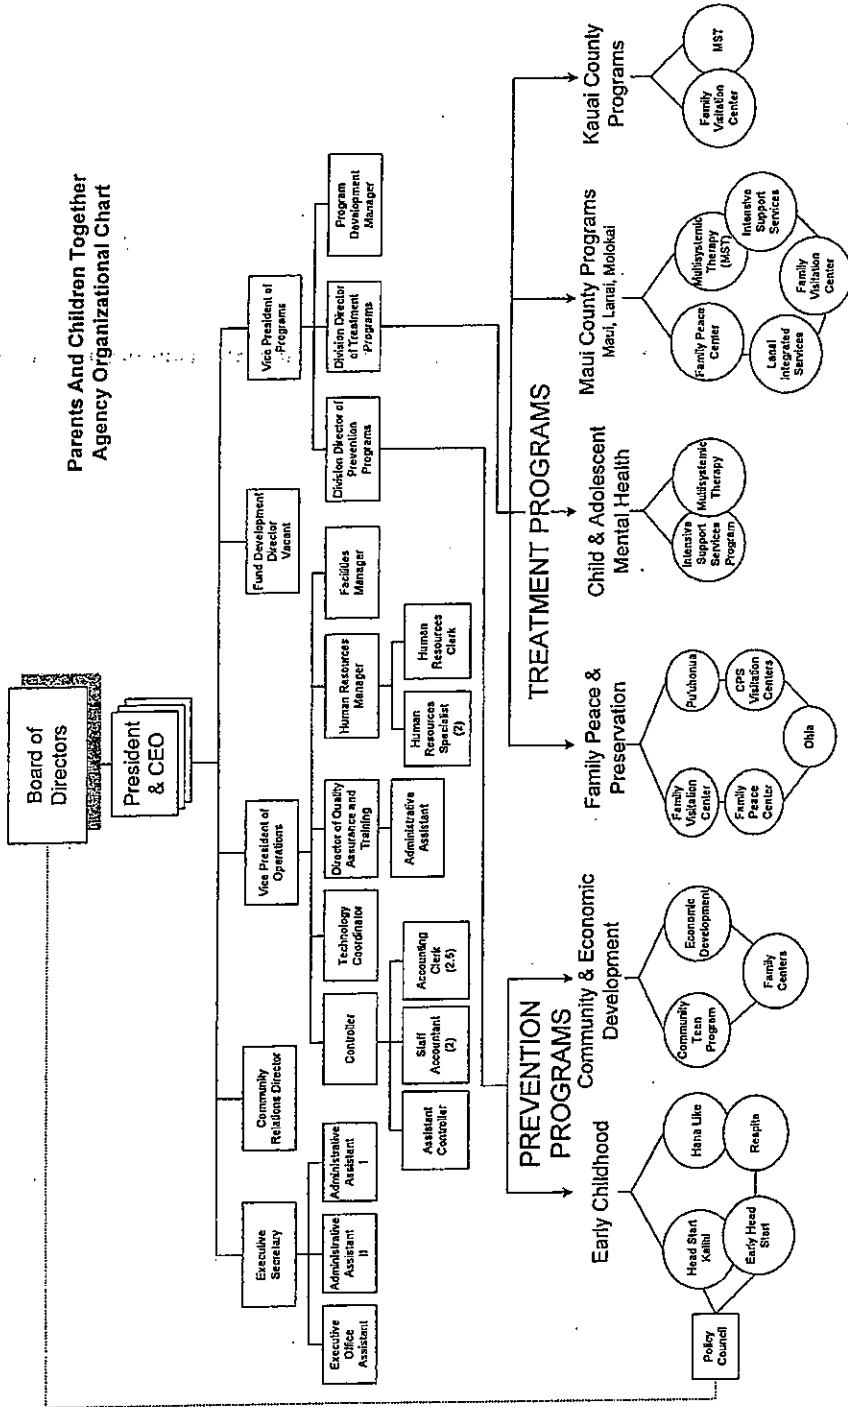 Parents And Children Together
Agency Organizational Chart
Board of
Directors
President
& CEO
Executive
Secretary
Community
Relations Director
Vice President of
Operations
Fund Development
Director
Vacant
Vice President of
Programs
Executive
Office
Assistant
Administrative
Assistant
II
Administrative
Assistant
I
Controller
Technology
Coordinator
Director of Quality
Assurance and
Training
Human Resources
Manager
Facilities
Manager
Division Director of
Prevention
Programs
Division Director
of Treatment
Programs
Program
Development
Manager
Assistant
Controller
Staff
Accountant
(2)
Accounting
Clerk
(2.5)
Administrative
Assistant
Human
Resources
Specialist
(2)
Human
Resources
Clerk
PREVENTION
PROGRAMS
TREATMENT PROGRAMS
Early Childhood
Community & Economic
Development
Family Peace &
Preservation
Child & Adolescent
Mental Health
Maui County Programs
Maui, Lanai, Molokai
Kauai County
Programs
Policy
Council
Head Start
Kalihi
Hana Like
Early Head
Start
Respite
Community
Teen
Program
Economic
Development
Family
Centers
Family
Visitation
Center
Pu'uhonua
Family
Peace
Center
CPS
Visitation
Centers
Ohia
Intensive
Support
Services
Program
Multisystemic
Therapy
Family Peace
Center
Multisystemic
Therapy
(MST)
Lanai
Integrated
Services
Intensive
Support
Services
Family
Visitation
Center
Family
Visitation
Center
MST